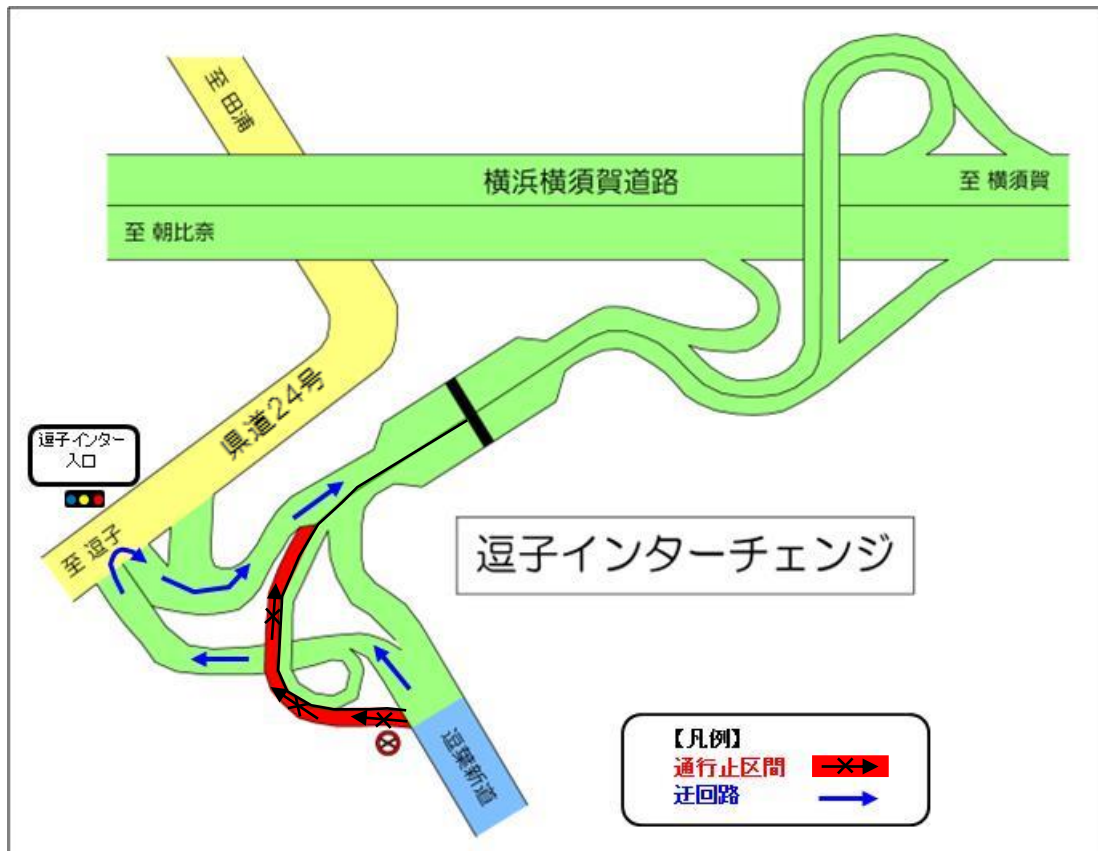 至 田浦
横浜横須賀道路
至 横須賀
至 朝比奈
県道24号
逗子インター
入口
至 逗子
逗子インターチェンジ
逗葉新道
【凡例】
通行止区間
迂回路